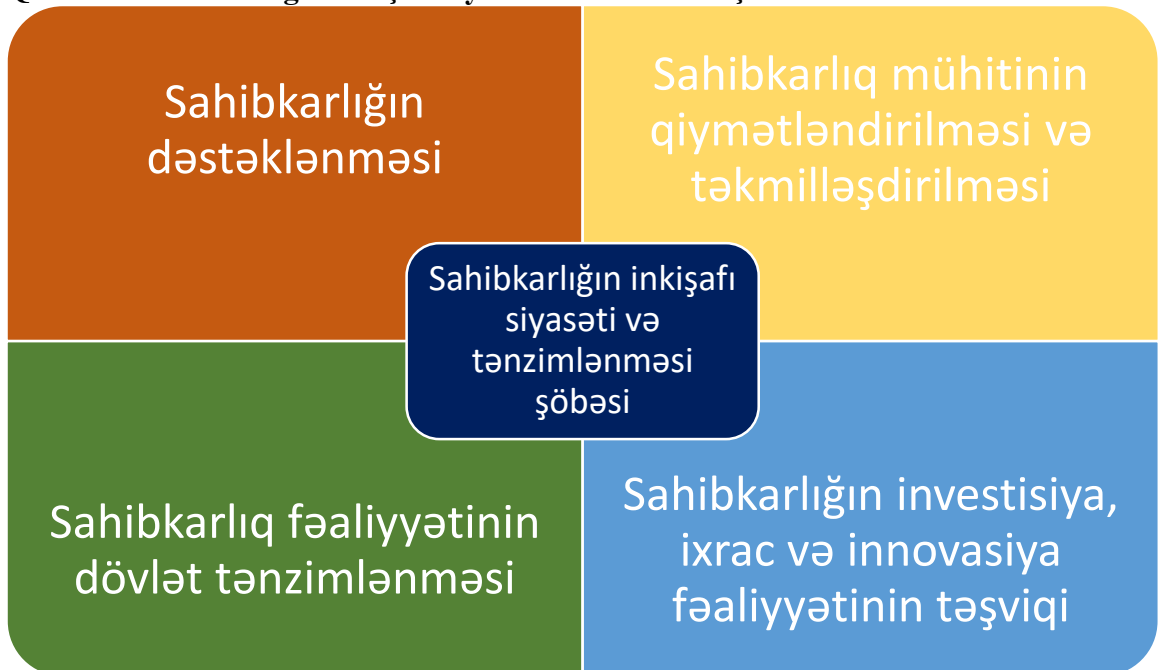 Sahibkarlığın
dəstəklənməsi
Sahibkarlıq mühitinin
qiymətləndirilməsi və
təkmilləşdirilməsi
Sahibkarlığın inkişafı
siyasəti və
tənzimlənməsi
şöbəsi
Sahibkarlıq fəaliyyətinin
dövlət tənzimlənməsi
Sahibkarlığın investisiya,
ixrac və innovasiya
fəaliyyətinin təşviqi